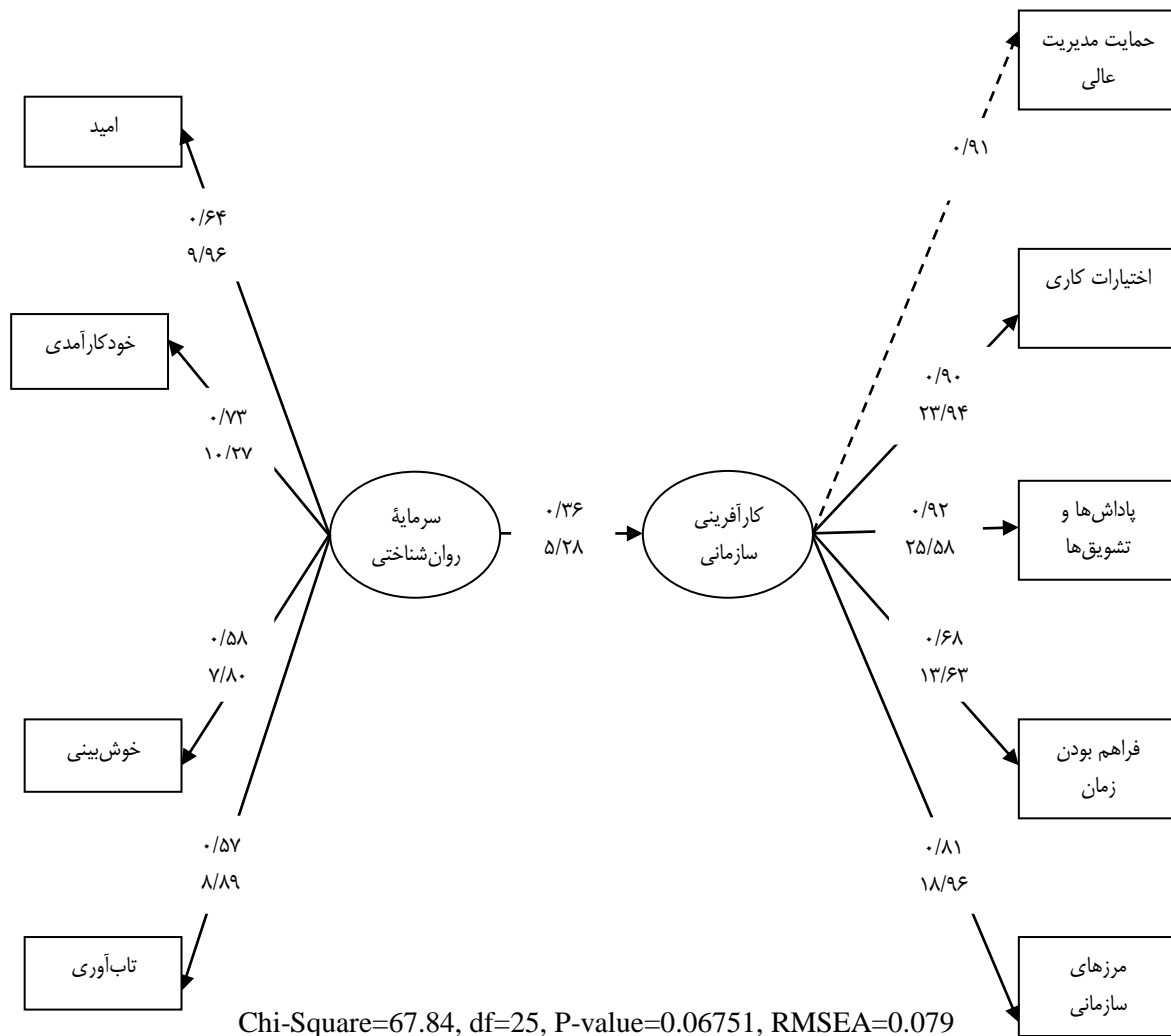 حمایت مدیریت
عالی
امید
۰/۹۱
۰/۶۴
۹/۹۶
اختیارات کاری
خودکارآمدی
۰/۹۰
۲۳/۹۴
۰/۷۳
۱۰/۲۷
سرمایۀ
روان‌شناختی
۰/۳۶
۵/۲۸
کارآفرینی
سازمانی
۰/۹۲
۲۵/۵۸
پاداش‌ها و
تشویق‌ها
۰/۵۸
۷/۸۰
۰/۶۸
۱۳/۶۳
خوش‌بینی
فراهم بودن
زمان
۰/۵۷
۸/۸۹
۰/۸۱
۱۸/۹۶
تاب‌آوری
مرزهای
سازمانی
Chi-Square=67.84, df=25, P-value=0.06751, RMSEA=0.079